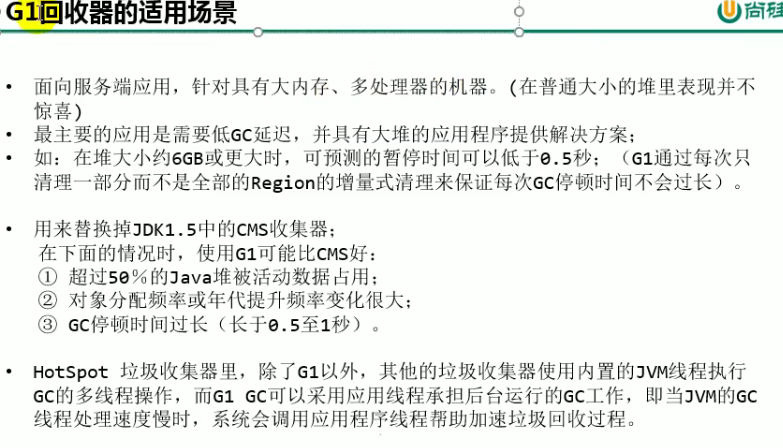 G1回收器的适用场景
尚硅
• 面向服务端应用，针对具有大内存、多处理器的机器。(在普通大小的堆里表现并不
惊喜)
• 最主要的应用是需要低GC延迟，并具有大堆的应用程序提供解决方案；
• 如：在堆大小约6GB或更大时，可预测的暂停时间可以低于0.5秒；（G1通过每次只
清理一部分而不是全部的Region的增量式清理来保证每次GC停顿时间不会过长）。
• 用来替换掉JDK1.5中的CMS收集器；
在下面的情况时，使用G1可能比CMS好：
① 超过50％的Java堆被活动数据占用；
② 对象分配频率或年代提升频率变化很大；
③ GC停顿时间过长（长于0.5至1秒）。
• HotSpot 垃圾收集器里，除了G1以外，其他的垃圾收集器使用内置的JVM线程执行
GC的多线程操作，而G1 GC可以采用应用线程承担后台运行的GC工作，即当JVM的GC
线程处理速度慢时，系统会调用应用程序线程帮助加速垃圾回收过程。